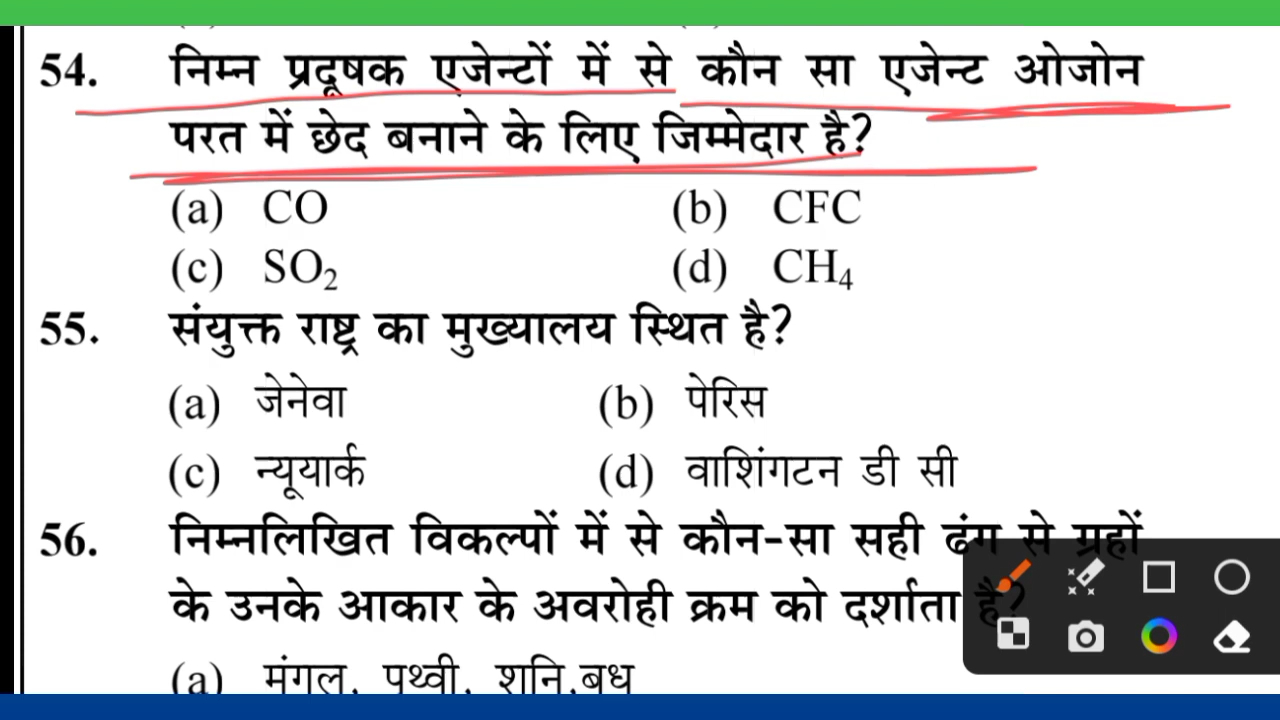 54. निम्न प्रदूषक एजेन्टों में से कौन सा एजेन्ट ओजोन
परत में छेद बनाने के लिए जिम्मेदार है?
(a) CO (b) CFC
(c) SO₂ (d) CH₄
55. संयुक्त राष्ट्र का मुख्यालय स्थित है?
(a) जेनेवा (b) पेरिस
(c) न्यूयार्क (d) वाशिंगटन डी सी
56. निम्नलिखित विकल्पों में से कौन-सा सही ढंग से ग्रहों
के उनके आकार के अवरोही क्रम को दर्शाता है?
(a) मंगल, पृथ्वी, शनि,बुध